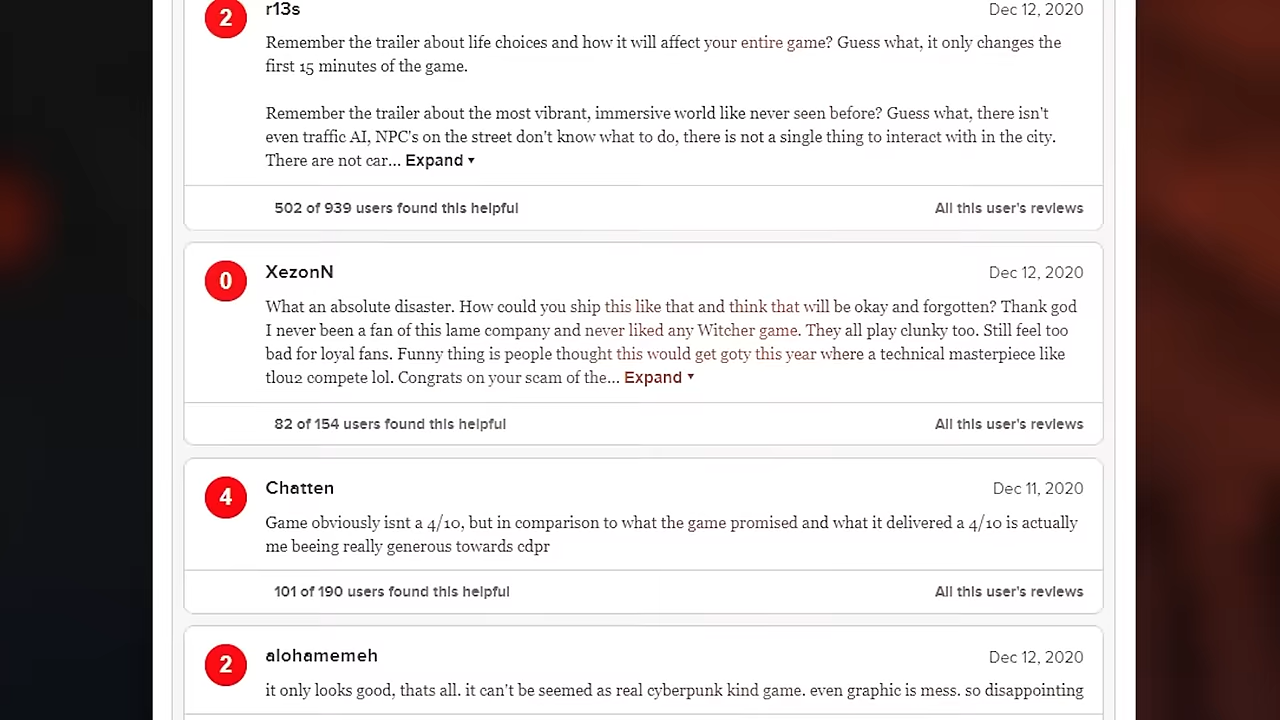 2
r13s
Dec 12, 2020
Remember the trailer about life choices and how it will affect your entire game? Guess what, it only changes the
first 15 minutes of the game.
Remember the trailer about the most vibrant, immersive world like never seen before? Guess what, there isn't
even traffic AI, NPC's on the street don't know what to do, there is not a single thing to interact with in the city.
There are not car... Expand ▾
502 of 939 users found this helpful
All this user's reviews
0
XezonN
Dec 12, 2020
What an absolute disaster. How could you ship this like that and think that will be okay and forgotten? Thank god
I never been a fan of this lame company and never liked any Witcher game. They all play clunky too. Still feel too
bad for loyal fans. Funny thing is people thought this would get goty this year where a technical masterpiece like
tlou2 compete lol. Congrats on your scam of the... Expand ▾
82 of 154 users found this helpful
All this user's reviews
4
Chatten
Dec 11, 2020
Game obviously isnt a 4/10, but in comparison to what the game promised and what it delivered a 4/10 is actually
me beeing really generous towards cdpr
101 of 190 users found this helpful
All this user's reviews
2
alohamemeh
Dec 12, 2020
it only looks good, thats all. it can't be seemed as real cyberpunk kind game. even graphic is mess. so disappointing